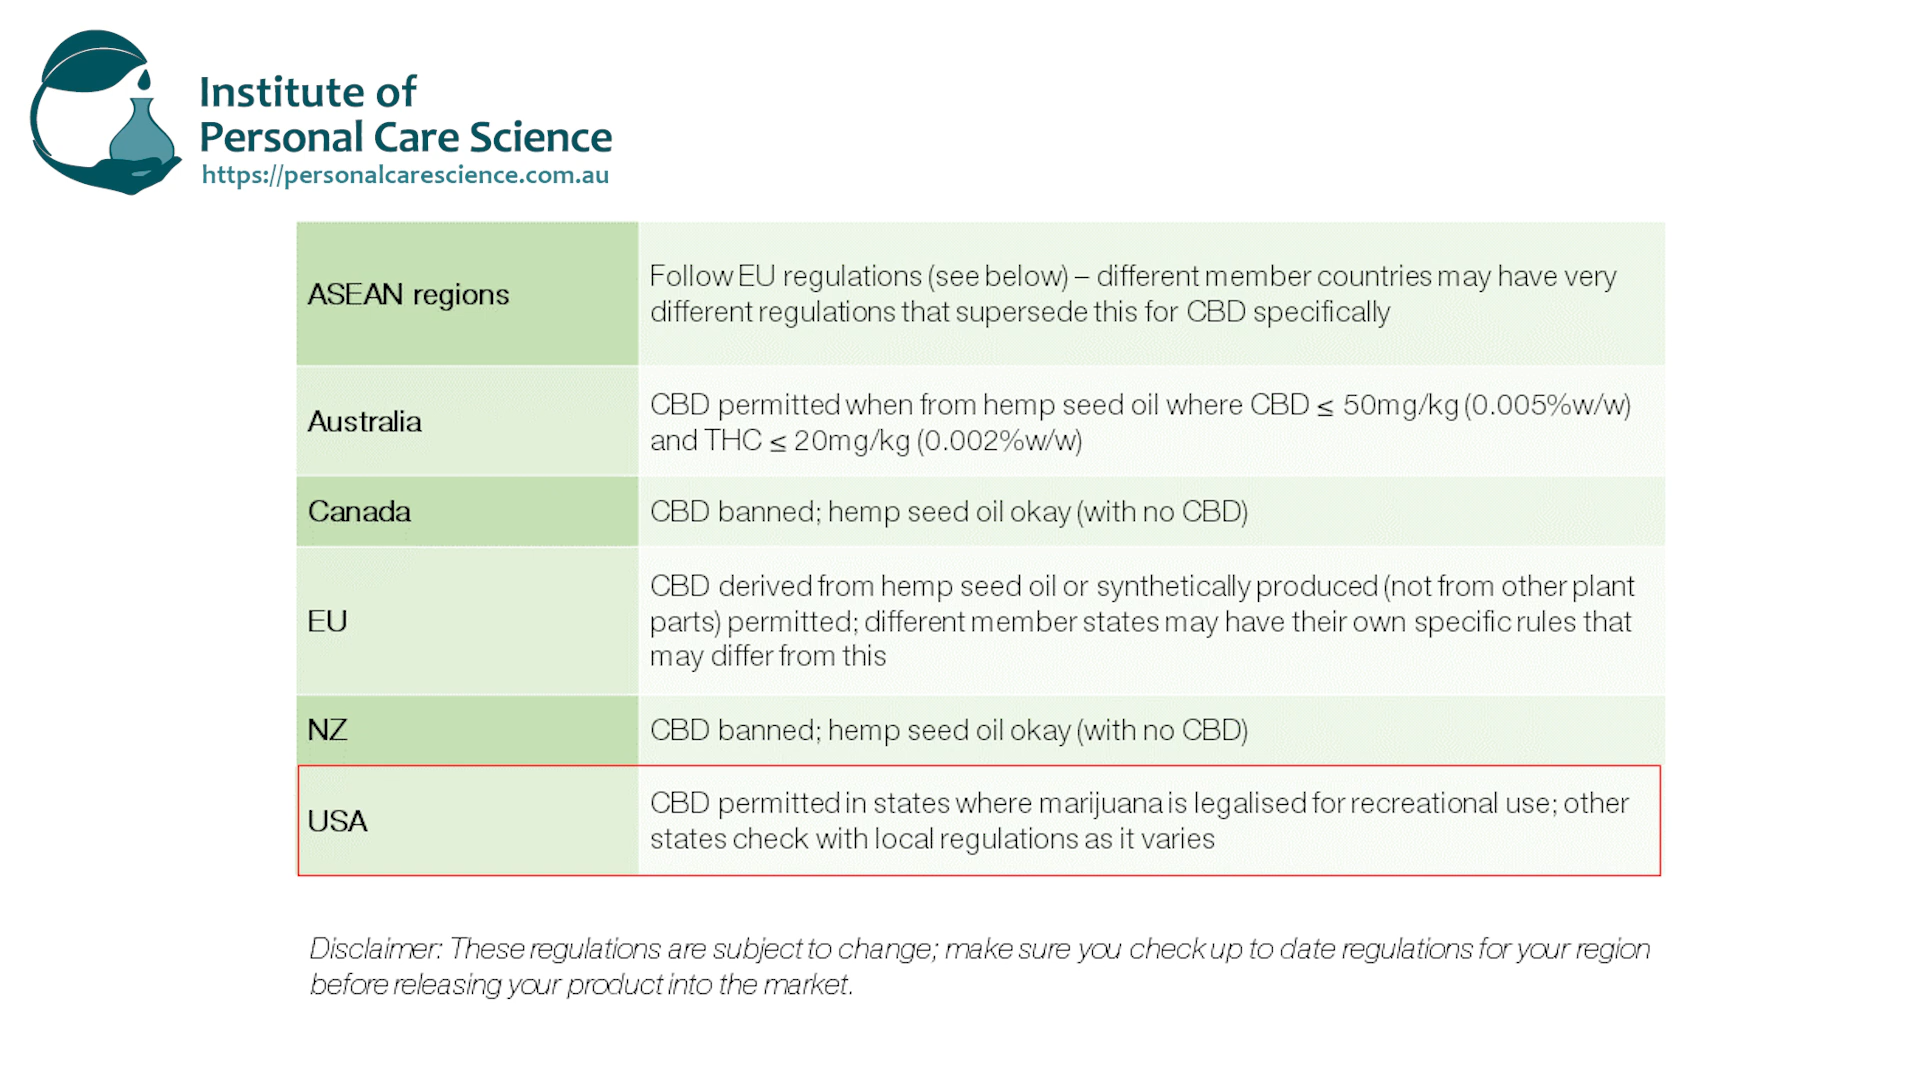 Institute of
Personal Care Science
https://personalcarescience.com.au
ASEAN regions
Follow EU regulations (see below) – different member countries may have very
different regulations that supersede this for CBD specifically
Australia
CBD permitted when from hemp seed oil where CBD ≤ 50mg/kg (0.005%w/w)
and THC ≤ 20mg/kg (0.002%w/w)
Canada
CBD banned; hemp seed oil okay (with no CBD)
EU
CBD derived from hemp seed oil or synthetically produced (not from other plant
parts) permitted; different member states may have their own specific rules that
may differ from this
NZ
CBD banned; hemp seed oil okay (with no CBD)
USA
CBD permitted in states where marijuana is legalised for recreational use; other
states check with local regulations as it varies
Disclaimer: These regulations are subject to change; make sure you check up to date regulations for your region
before releasing your product into the market.